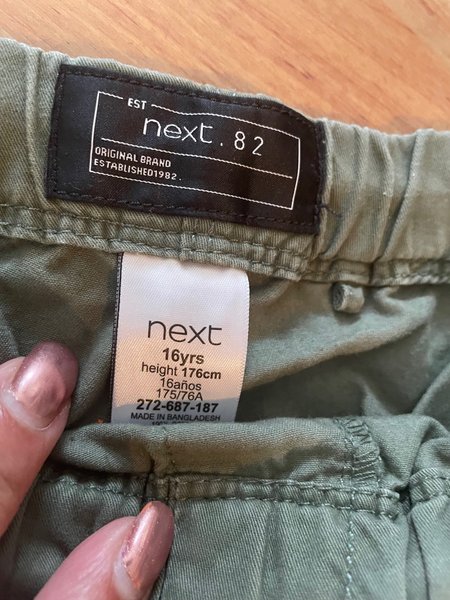 EST
next. 82
ORIGINAL BRAND
ESTABLISHED1982.
next
16yrs
height 176cm
16años
175/76A
272-687-187
MADE IN BANGLADESH